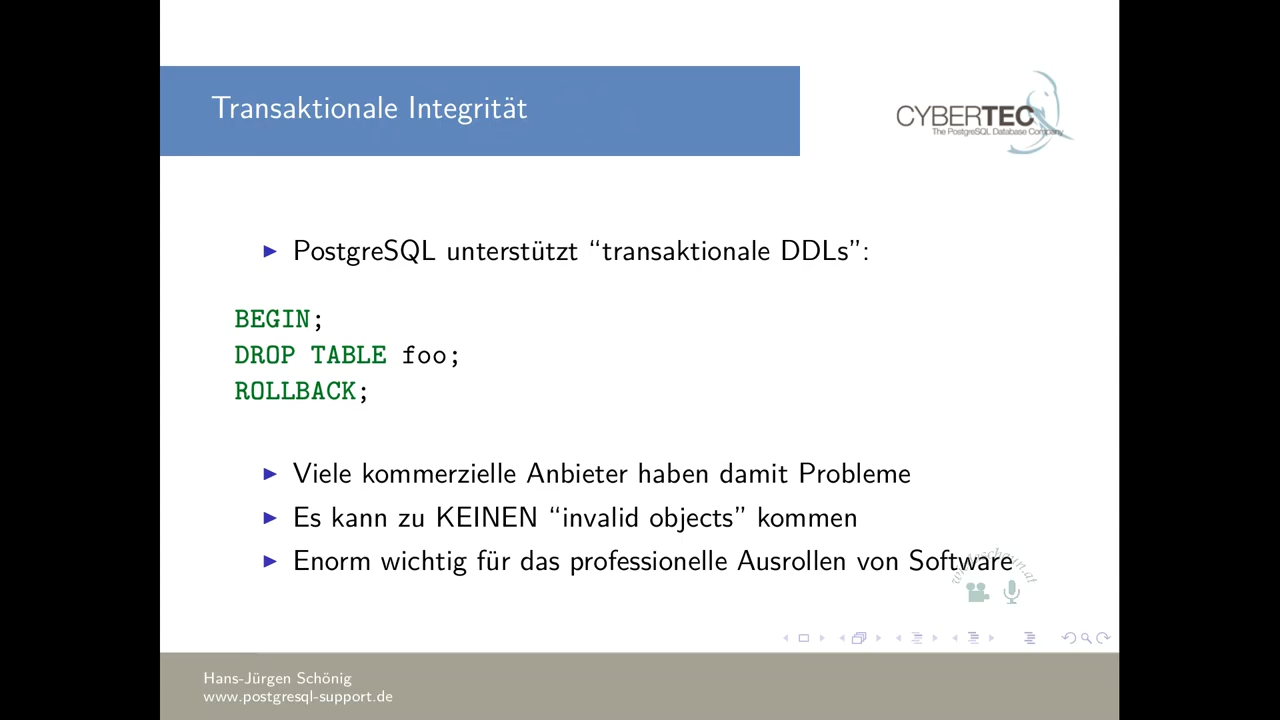 Transaktionale Integrität
CYBERTEC
The PostgreSQL Database Company
PostgreSQL unterstützt “transaktionale DDLs”:
BEGIN;
DROP TABLE foo;
ROLLBACK;
Viele kommerzielle Anbieter haben damit Probleme
Es kann zu KEINEN “invalid objects” kommen
Enorm wichtig für das professionelle Ausrollen von Software
Hans-Jürgen Schönig
www.postgresql-support.de